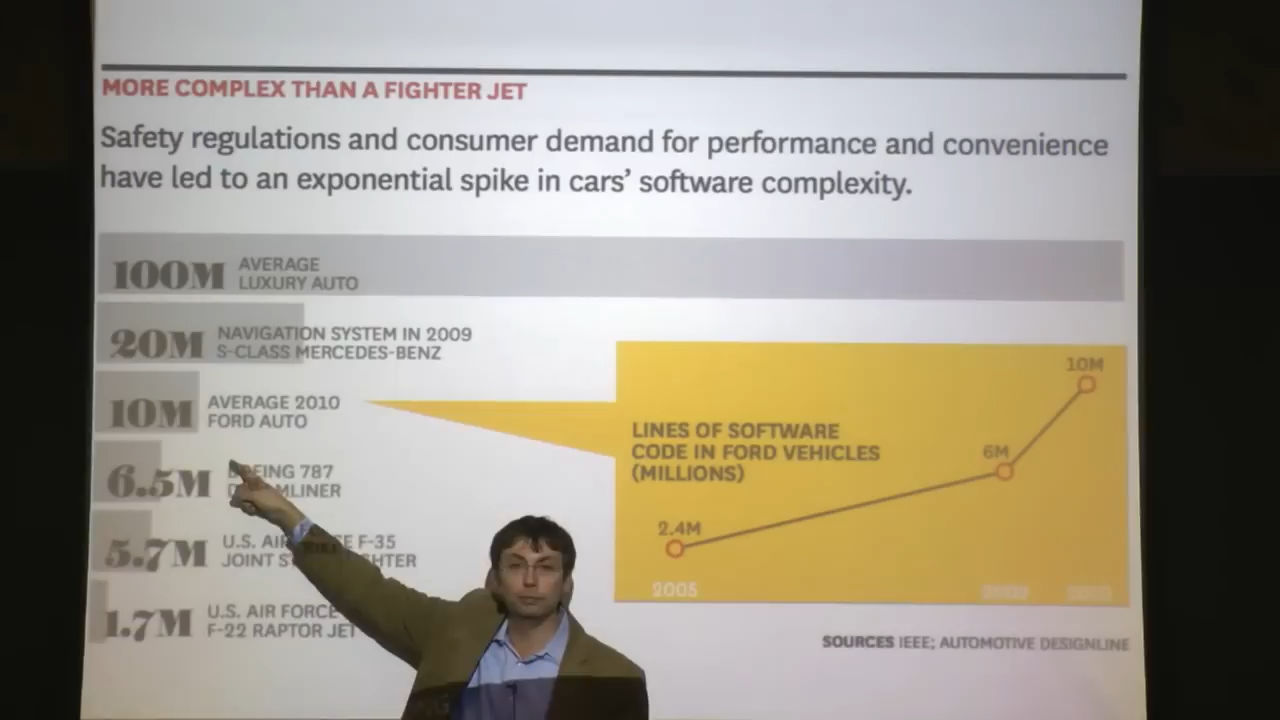 MORE COMPLEX THAN A FIGHTER JET
Safety regulations and consumer demand for performance and convenience
have led to an exponential spike in cars' software complexity.
100M AVERAGE
LUXURY AUTO
20M NAVIGATION SYSTEM IN 2009
S-CLASS MERCEDES-BENZ
10M AVERAGE 2010
FORD AUTO
6.5M BOEING 787
DREAMLINER
5.7M U.S. AIR FORCE F-35
JOINT STRIKE FIGHTER
1.7M U.S. AIR FORCE
F-22 RAPTOR JET
LINES OF SOFTWARE
CODE IN FORD VEHICLES
(MILLIONS)
10M
6M
2.4M
2005
SOURCES IEEE; AUTOMOTIVE DESIGNLINE